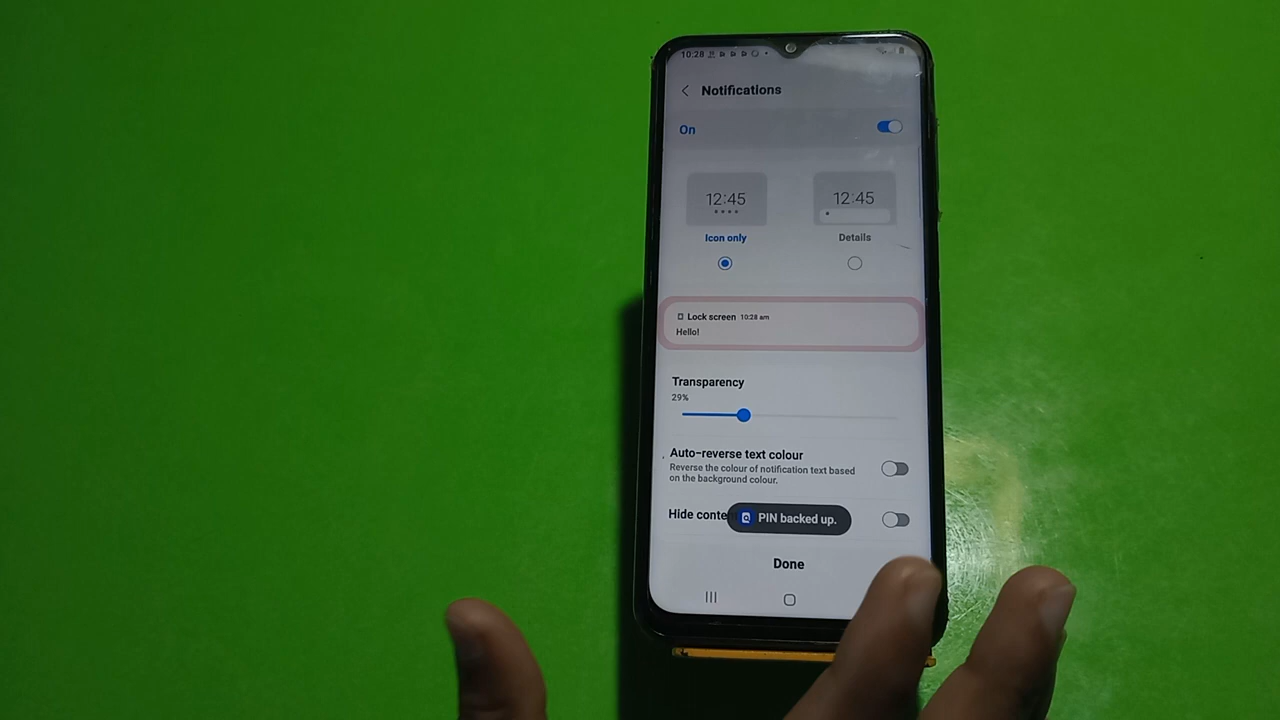 10:28
Notifications
On
12:45
12:45
Icon only
Details
Lock screen 10:28 am
Hello!
Transparency
29%
Auto-reverse text colour
Reverse the colour of notification text based
on the background colour.
Hide conte
PIN backed up.
Done